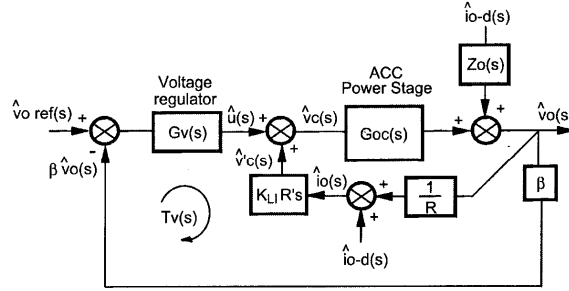 îo-d(s)
Zo(s)
Voltage
regulator
ACC
Power Stage
v̂o ref(s)
+
-
Gv(s)
û(s)
+
+
v̂c(s)
Goc(s)
+
+
v̂o(s)
β v̂o(s)
v̂'c(s)
Tv(s)
KLI R's
îo(s)
+
+
1
R
β
îo-d(s)